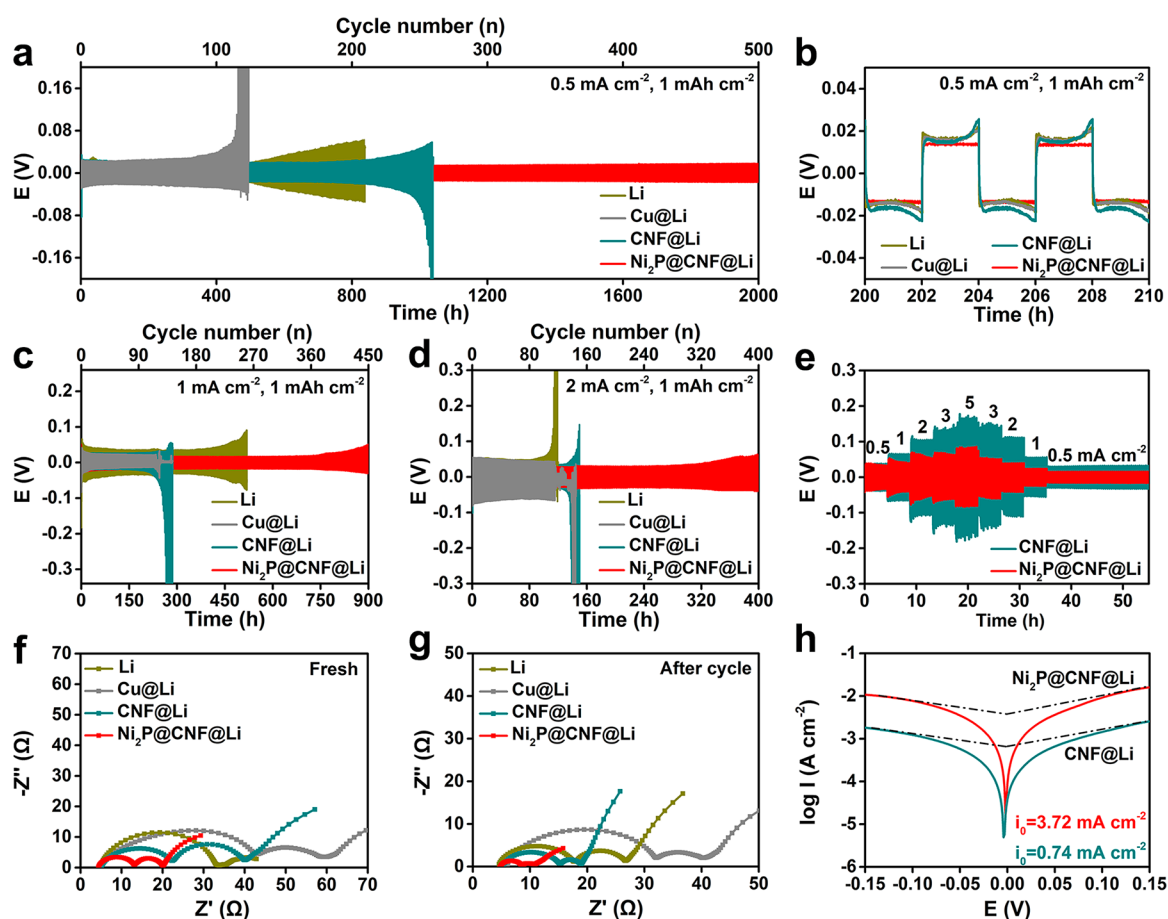 a
Cycle number (n)
0 100 200 300 400 500
0.16
0.08
0.00
-0.08
-0.16
E (V)
0.5 mA cm⁻², 1 mAh cm⁻²
Li
Cu@Li
CNF@Li
Ni₂P@CNF@Li
0 400 800 1200 1600 2000
Time (h)
b
0.04
0.02
0.00
-0.02
-0.04
E (V)
0.5 mA cm⁻², 1 mAh cm⁻²
Li CNF@Li
Cu@Li Ni₂P@CNF@Li
200 202 204 206 208 210
Time (h)
c
Cycle number (n)
0 90 180 270 360 450
0.2
0.1
0.0
-0.1
-0.2
-0.3
E (V)
1 mA cm⁻², 1 mAh cm⁻²
Li
Cu@Li
CNF@Li
Ni₂P@CNF@Li
0 150 300 450 600 750 900
Time (h)
d
Cycle number (n)
0 80 160 240 320 400
0.3
0.2
0.1
0.0
-0.1
-0.2
-0.3
E (V)
2 mA cm⁻², 1 mAh cm⁻²
Li
Cu@Li
CNF@Li
Ni₂P@CNF@Li
0 80 160 240 320 400
Time (h)
e
0.3
0.2
0.1
0.0
-0.1
-0.2
-0.3
E (V)
0.5 1 2 3 5 3 2 1 0.5 mA cm⁻²
CNF@Li
Ni₂P@CNF@Li
0 10 20 30 40 50
Time (h)
f
70
60
50
40
30
20
10
0
-Z'' (Ω)
Fresh
Li
Cu@Li
CNF@Li
Ni₂P@CNF@Li
0 10 20 30 40 50 60 70
Z' (Ω)
g
50
40
30
20
10
0
-Z'' (Ω)
After cycle
Li
Cu@Li
CNF@Li
Ni₂P@CNF@Li
0 10 20 30 40 50
Z' (Ω)
h
-1
-2
-3
-4
-5
-6
log I (A cm⁻²)
Ni₂P@CNF@Li
CNF@Li
i₀=3.72 mA cm⁻²
i₀=0.74 mA cm⁻²
-0.15 -0.10 -0.05 0.00 0.05 0.10 0.15
E (V)